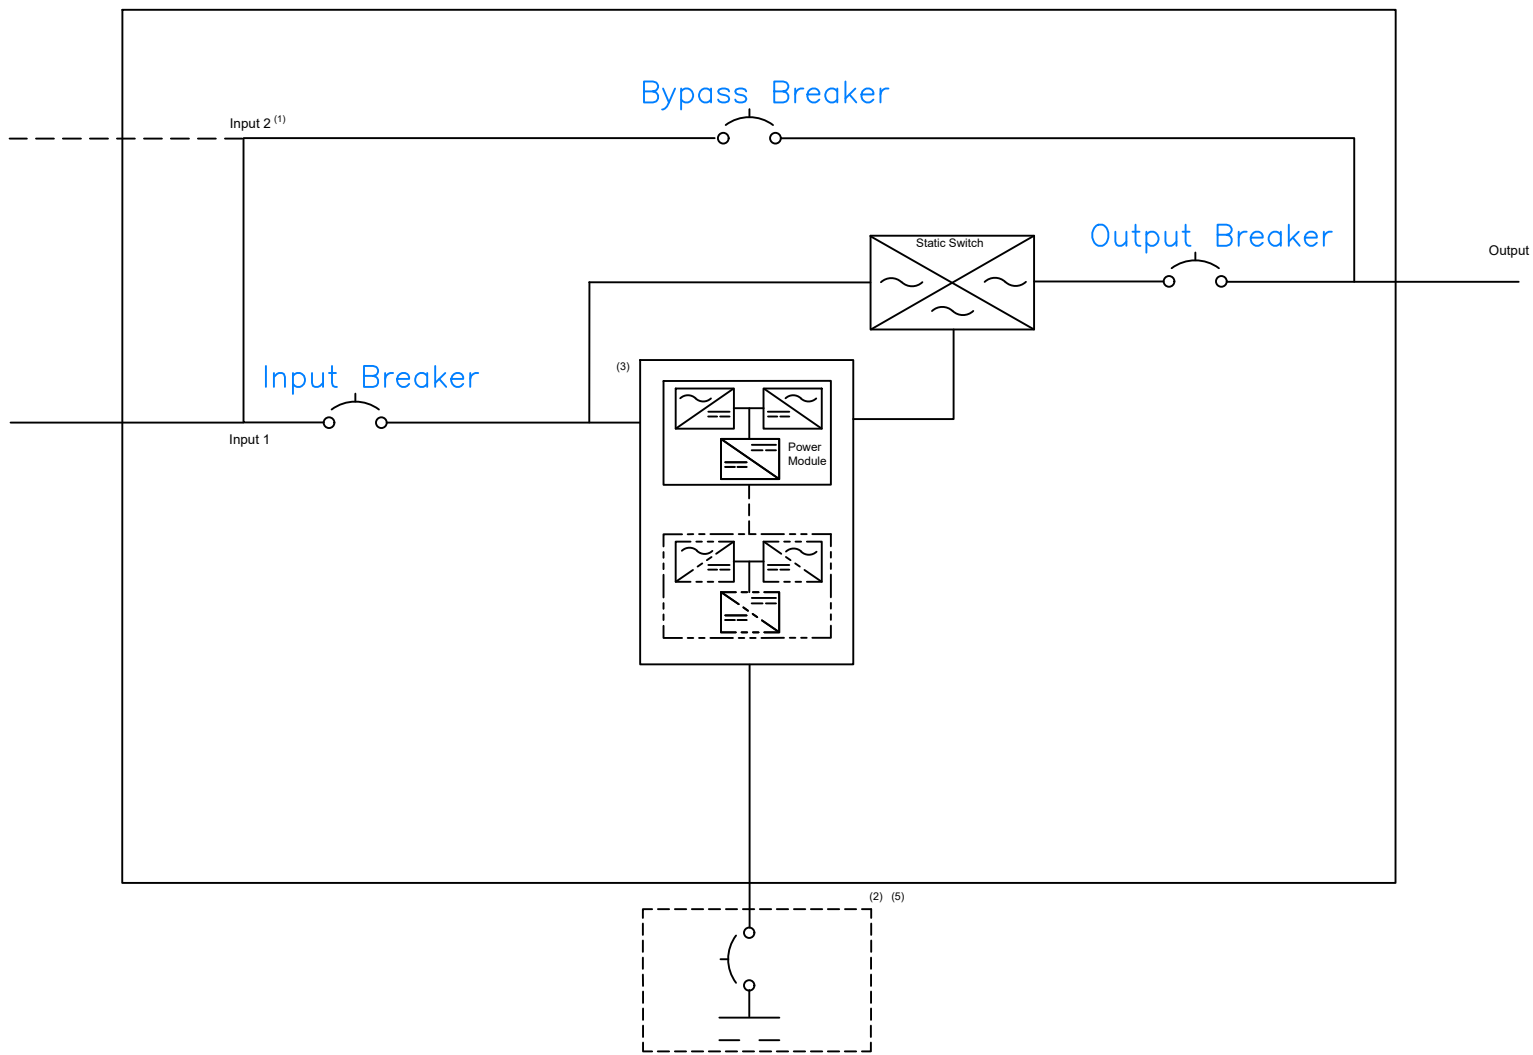 Bypass Breaker
Input 2 (1)
Static Switch
Output Breaker
Output
(3)
Input Breaker
Input 1
Power
Module
(2) (5)